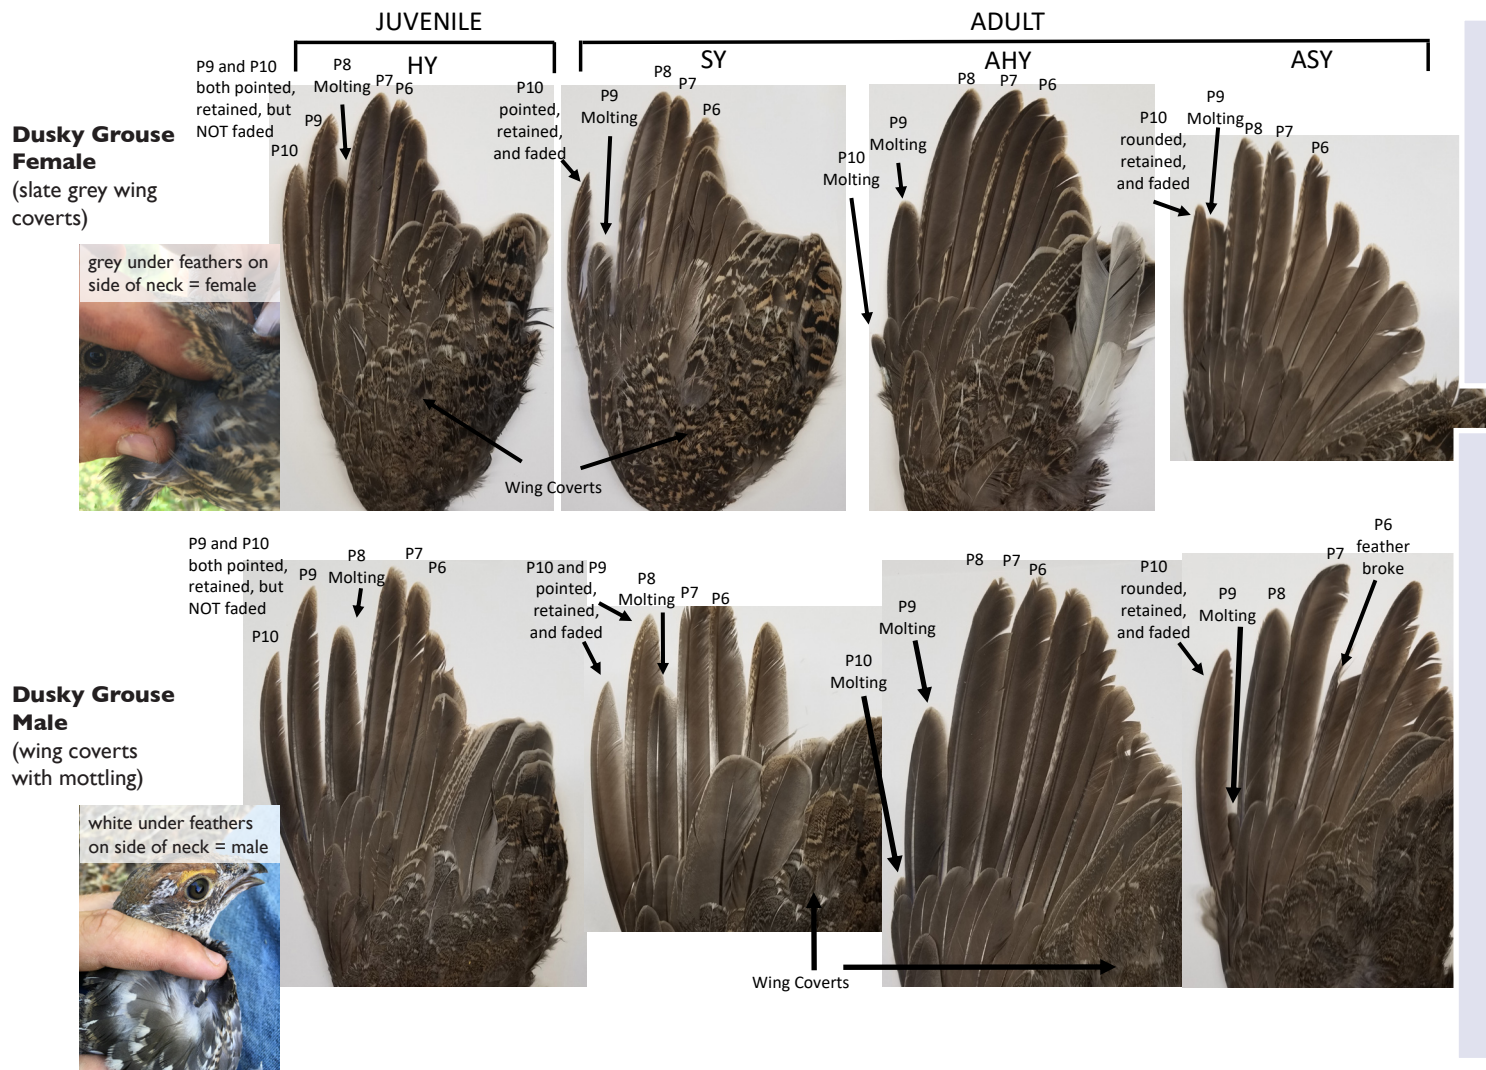 JUVENILE
ADULT
HY
SY
AHY
ASY
Dusky Grouse
Female
(slate grey wing
coverts)
grey under feathers on
side of neck = female
P9 and P10
both pointed,
retained, but
NOT faded
P10
P9
P8
Molting
P7
P6
P10
pointed,
retained,
and faded
P9
Molting
P8
P7
P6
P10
Molting
P9
Molting
P8
P7
P6
P10
rounded,
retained,
and faded
P9
Molting
P8
P7
P6
Wing Coverts
Dusky Grouse
Male
(wing coverts
with mottling)
white under feathers
on side of neck = male
P9 and P10
both pointed,
retained, but
NOT faded
P10
P9
P8
Molting
P7
P6
P10 and P9
pointed,
retained,
and faded
P8
Molting
P7
P6
P10
Molting
P9
Molting
P8
P7
P6
P10
rounded,
retained,
and faded
P9
Molting
P8
P7
P6
feather
broke
Wing Coverts